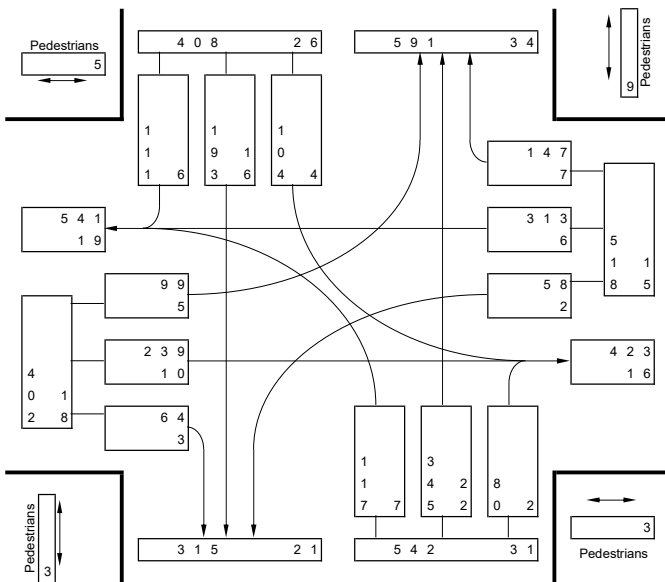 Pedestrians
5
4 0 8 2 6
5 9 1 3 4
Pedestrians
9
1
1
1 6
1
9 1
3 6
1
0
4 4
1 4 7
7
5 4 1
1 9
3 1 3
6
5
1 1
8 5
9 9
5
5 8
2
2 3 9
1 0
4 2 3
1 6
4
0 1
2 8
6 4
3
1
1
7 7
3
4 2
5 2
8
0 2
Pedestrians
3
3 1 5 2 1
5 4 2 3 1
3
Pedestrians